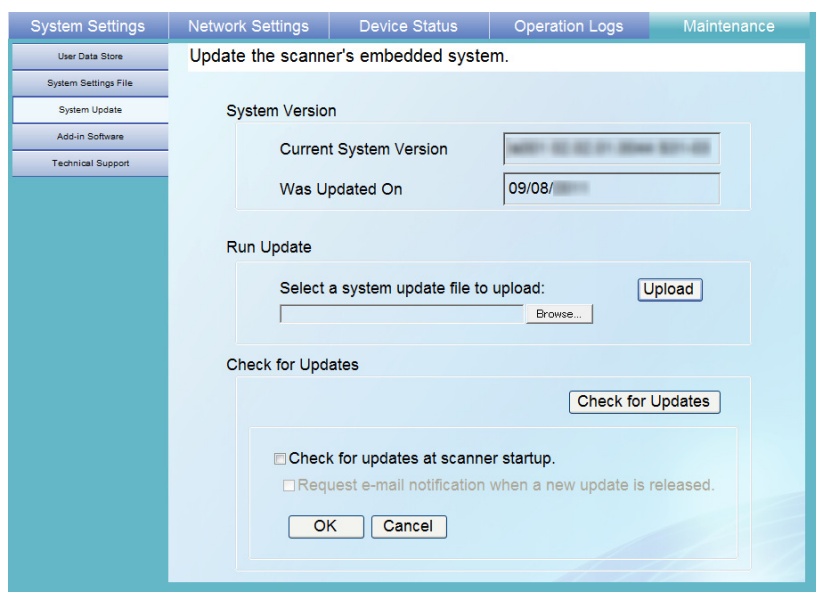 System Settings
Network Settings
Device Status
Operation Logs
Maintenance
User Data Store
System Settings File
System Update
Add-in Software
Technical Support
Update the scanner's embedded system.
System Version
Current System Version
Was Updated On
09/08/
Run Update
Select a system update file to upload:
Upload
Browse...
Check for Updates
Check for Updates
Check for updates at scanner startup.
Request e-mail notification when a new update is released.
OK
Cancel